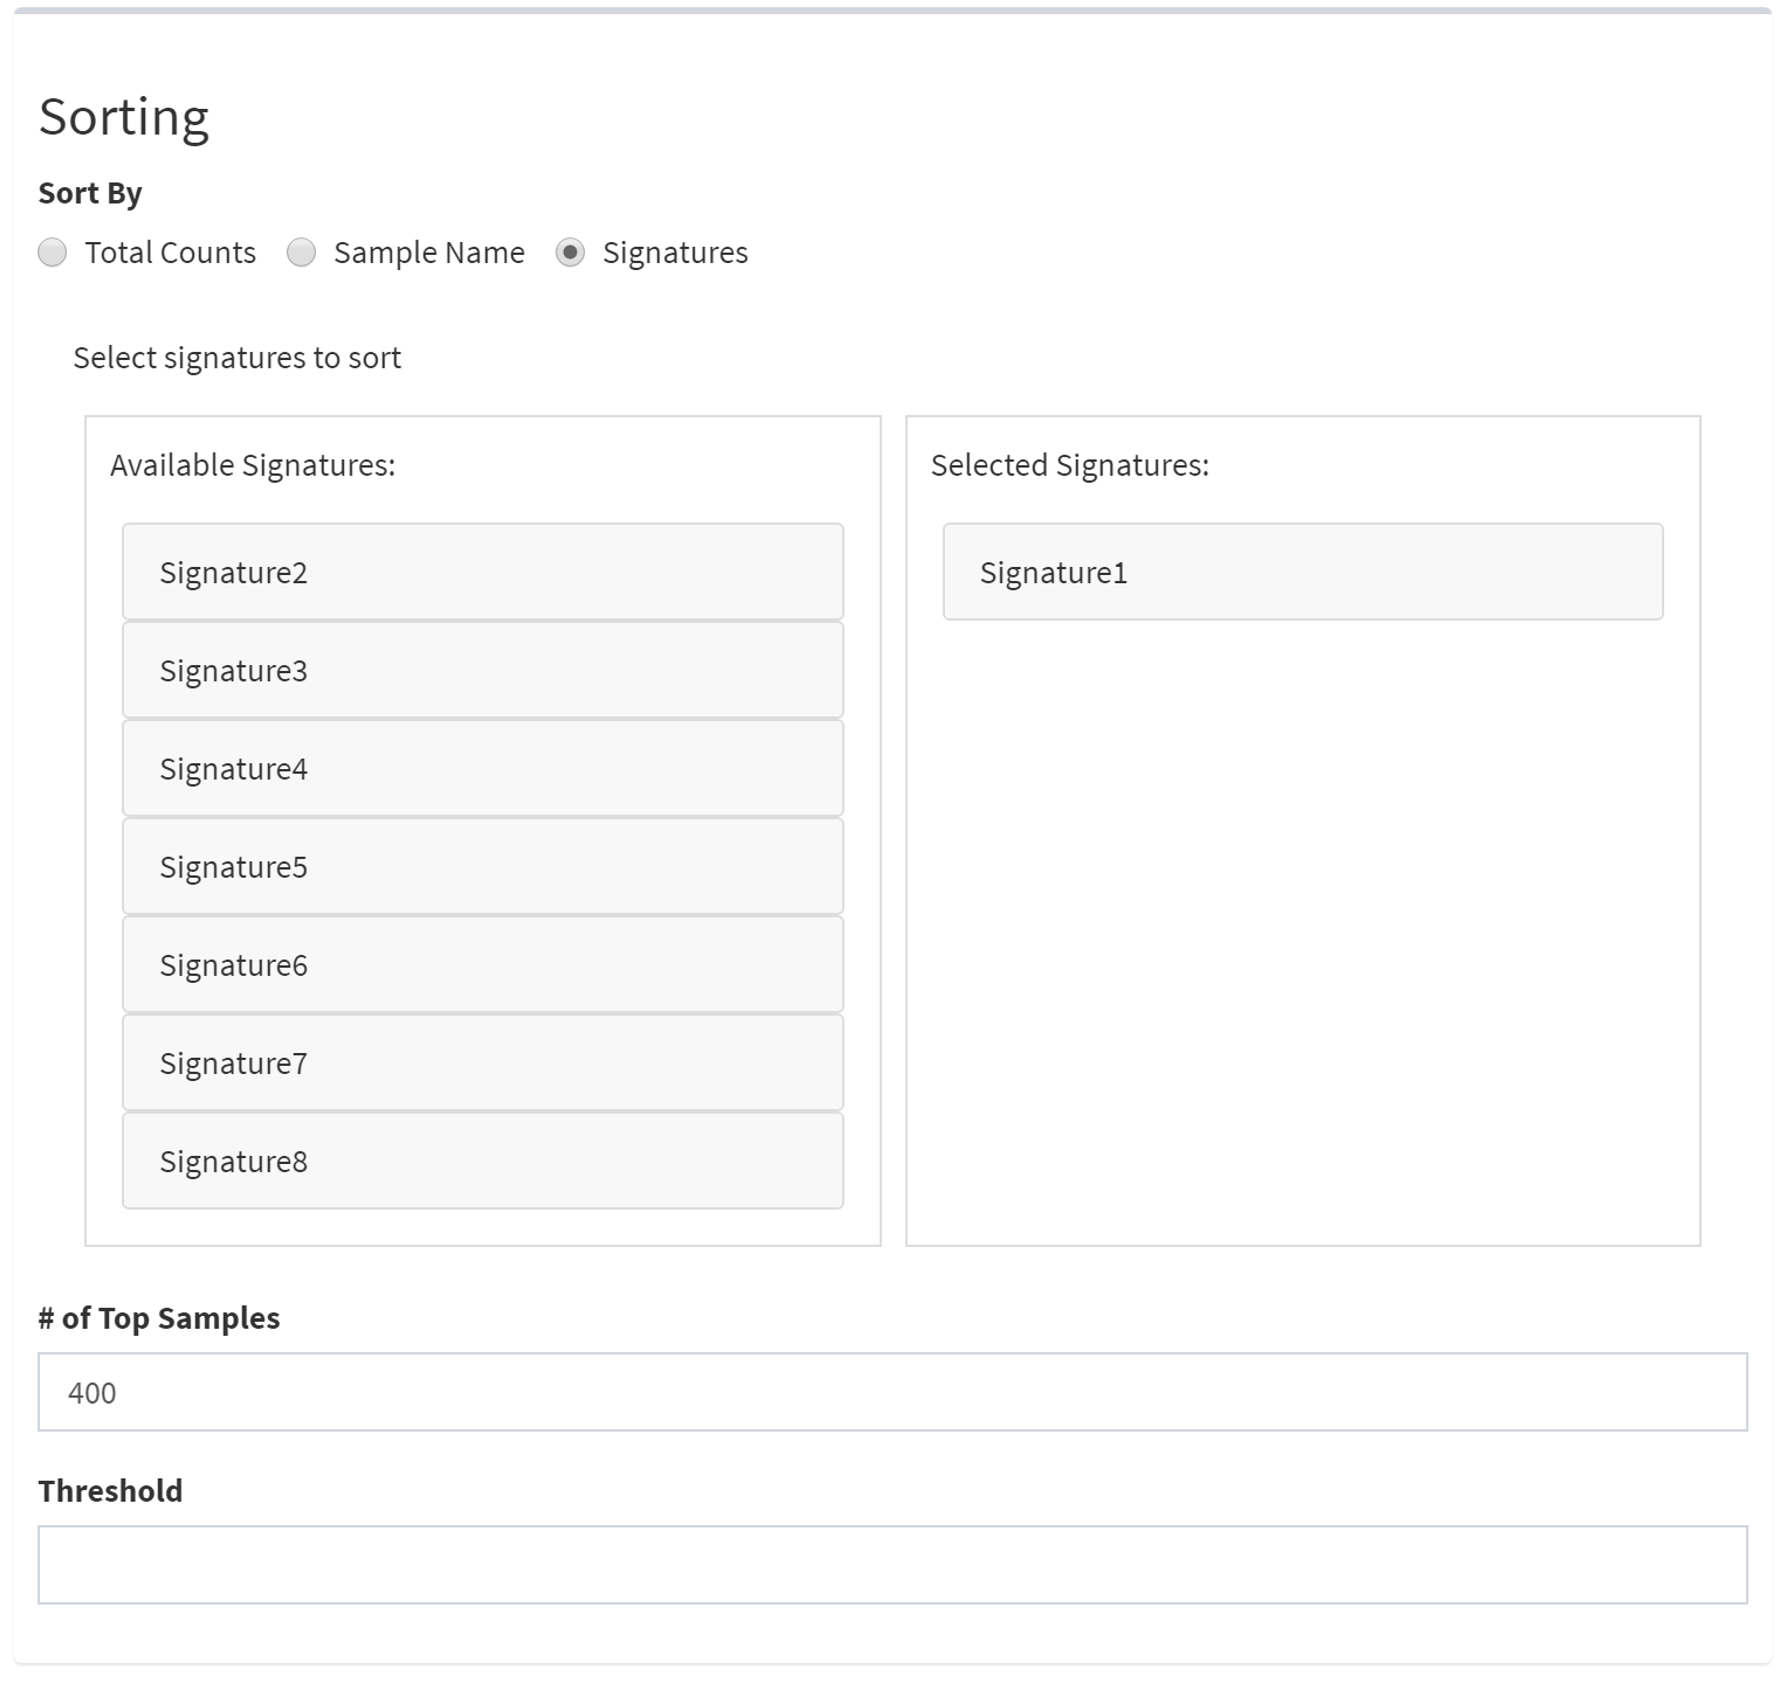 Sorting
Sort By
Total Counts Sample Name Signatures
Select signatures to sort
Available Signatures:
Signature2
Signature3
Signature4
Signature5
Signature6
Signature7
Signature8
Selected Signatures:
Signature1
# of Top Samples
400
Threshold